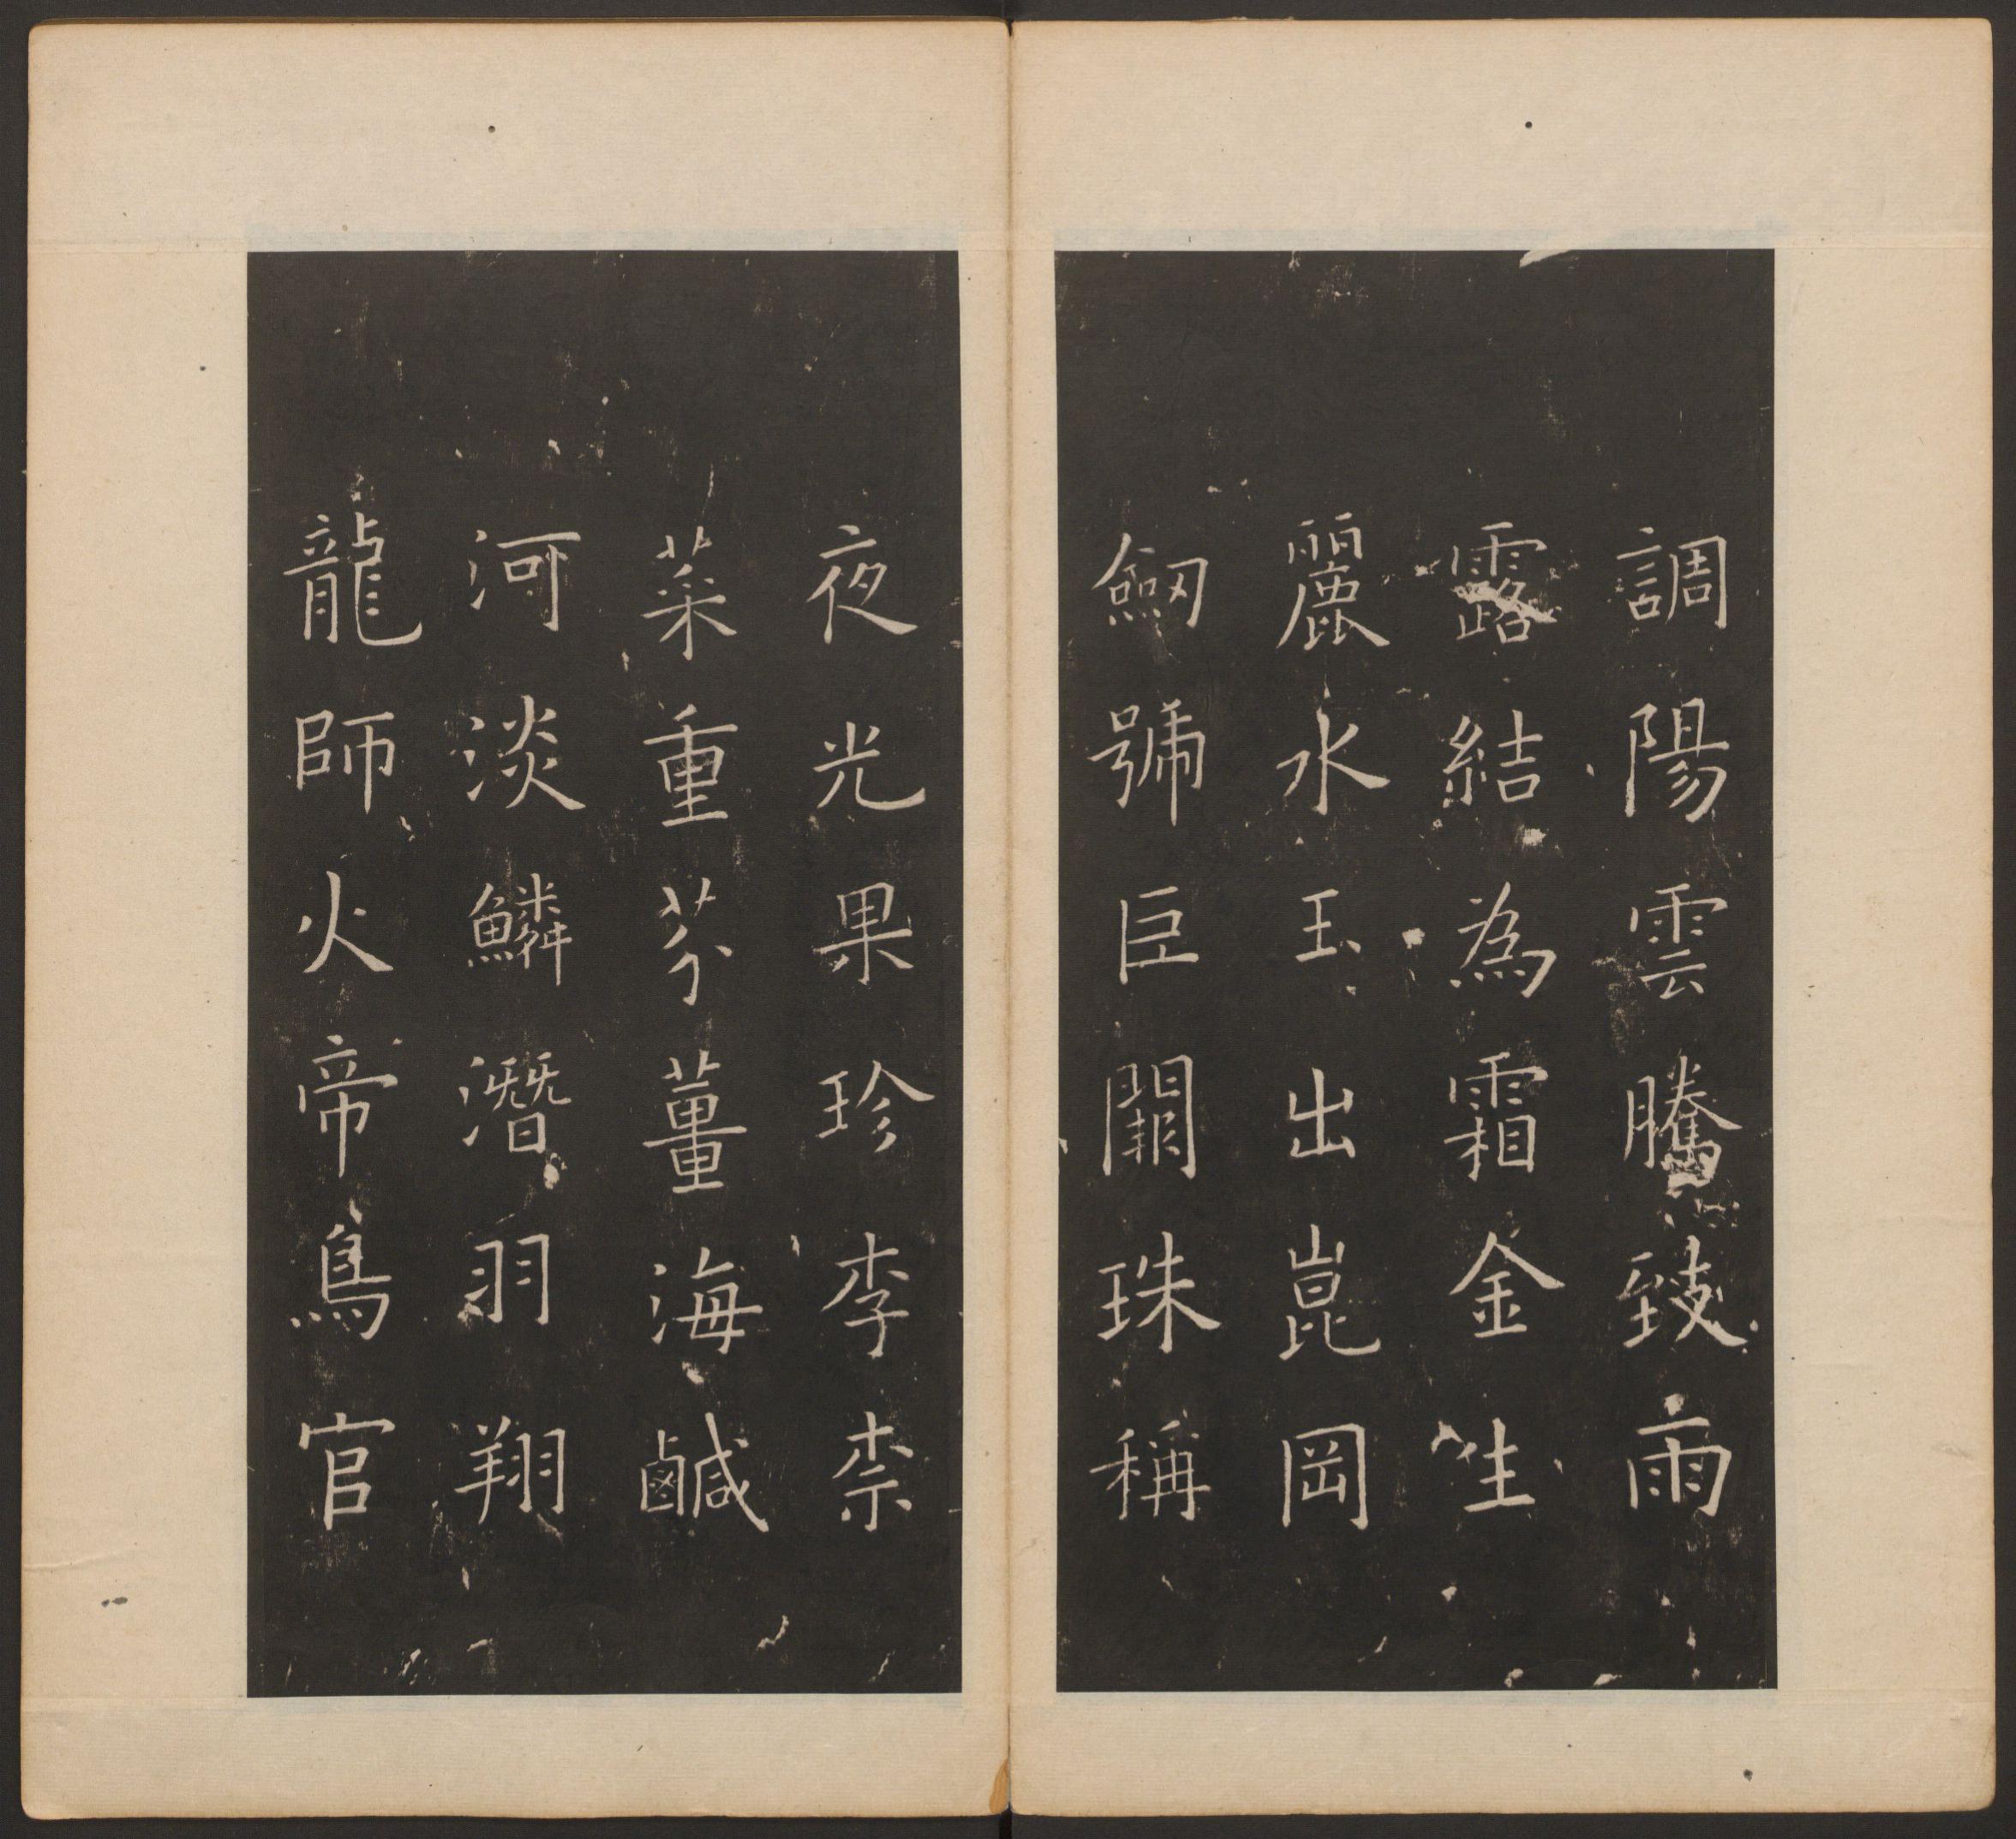 調陽雲騰致雨
露結為霜金生
麗水玉出崑岡
劒號巨闕珠稱
夜光果珍李柰
菜重芥薑海鹹
河淡鱗潛羽翔
龍師火帝鳥官